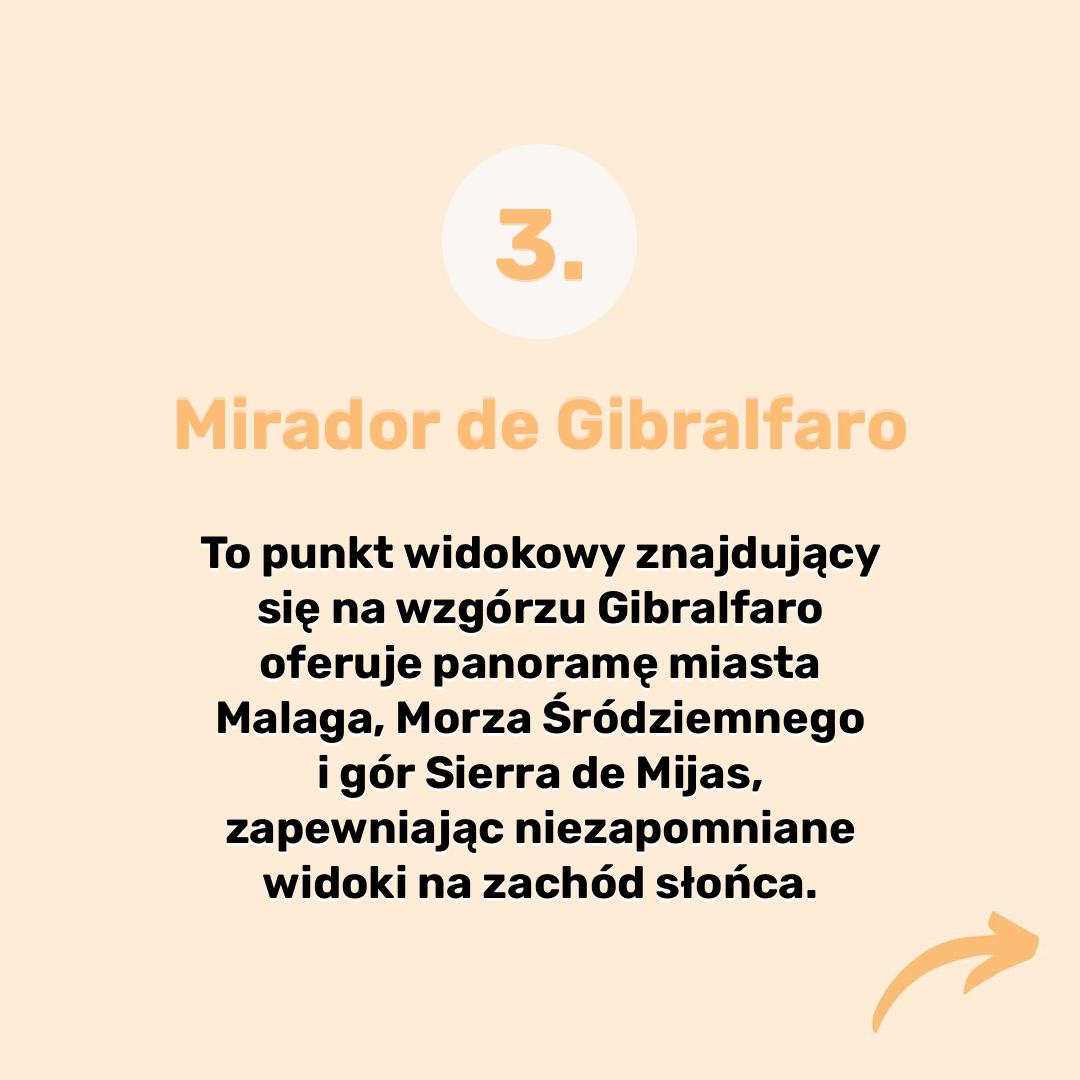 3.
Mirador de Gibralfaro
To punkt widokowy znajdujący
się na wzgórzu Gibralfaro
oferuje panoramę miasta
Malaga, Morza Śródziemnego
i gór Sierra de Mijas,
zapewniając niezapomniane
widoki na zachód słońca.